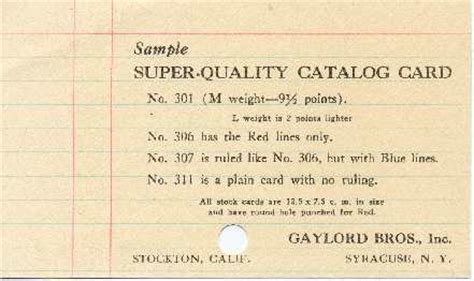 Sample
SUPER-QUALITY CATALOG CARD
No. 301 (M weight—9½ points).
L weight is 2 points lighter
No. 306 has the Red lines only.
No. 307 is ruled like No. 306, but with Blue lines.
No. 311 is a plain card with no ruling.
All stock cards are 12.5 x 7.5 c. m. in size
and have round hole punched for Rod.
GAYLORD BROS., Inc.
STOCKTON, CALIF. SYRACUSE, N. Y.